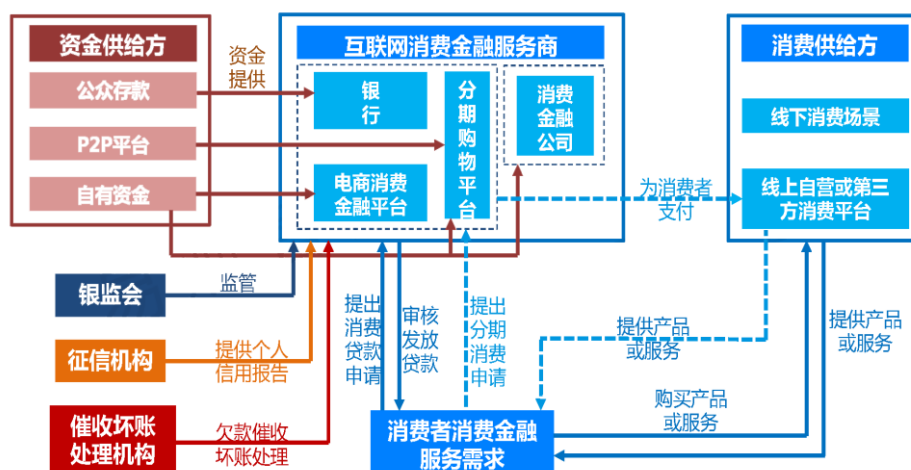 资金供给方
公众存款
P2P平台
自有资金
资金
提供
互联网消费金融服务商
银
行
电商消费
金融平台
分
期
购
物
平
台
消费
金融
公司
为消费者
支付
消费供给方
线下消费场景
线上自营或第三
方消费平台
银监会
监管
征信机构
提供个人
信用报告
催收坏账
处理机构
欠款催收
坏账处理
提出
消费
贷款
申请
审核
发放
贷款
提出
分期
消费
申请
提供产品
或服务
提供产品
或服务
购买产品
或服务
消费者消费金融
服务需求